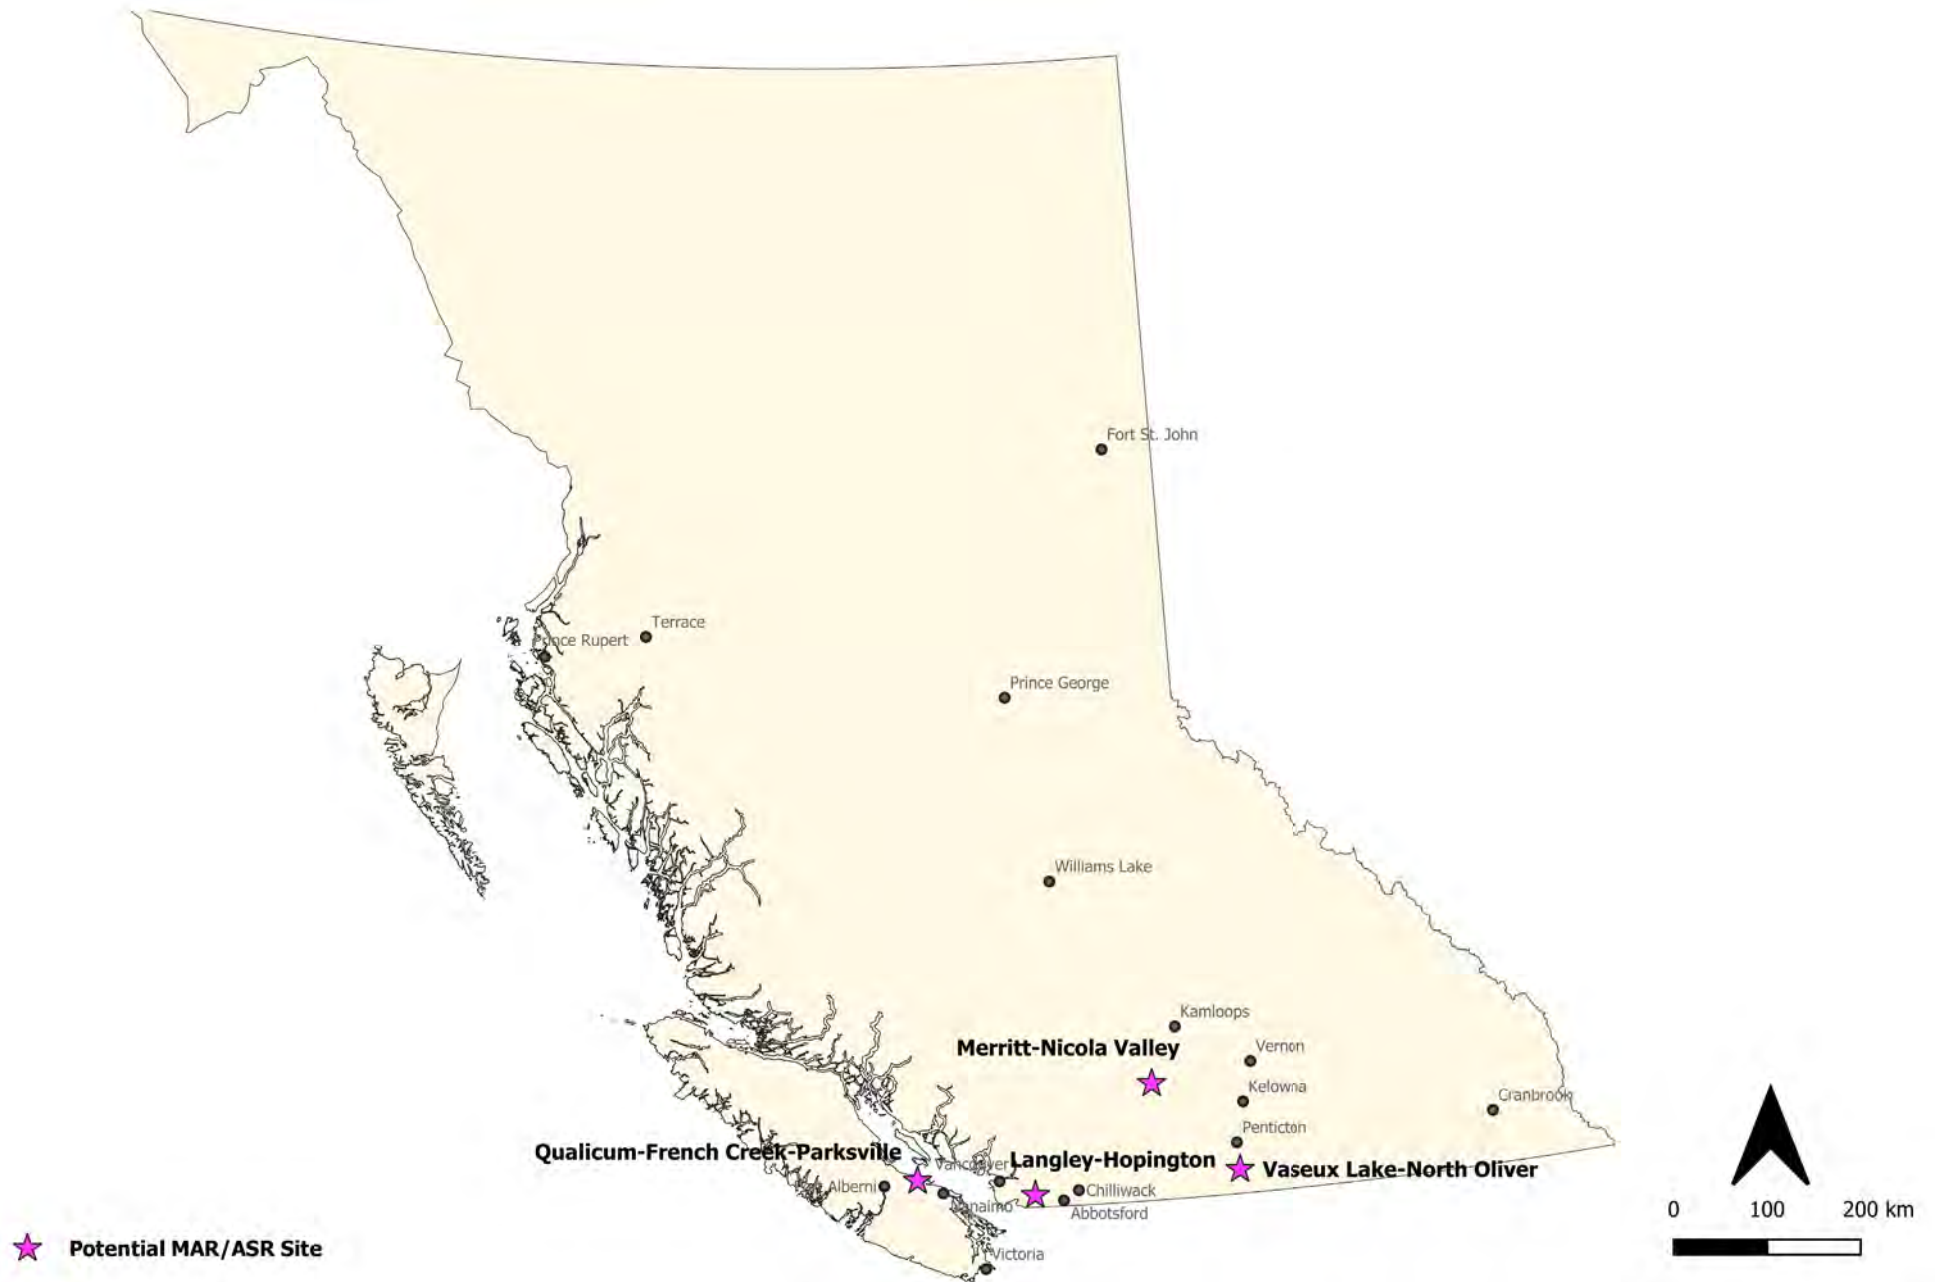 Fort St. John
Terrace
Prince Rupert
Prince George
Williams Lake
Kamloops
Merritt-Nicola Valley
Vernon
Kelowna
Cranbrook
Penticton
Qualicum-French Creek-Parksville
Vancouver
Langley-Hopington
Vaseux Lake-North Oliver
Alberni
Chilliwack
Nanaimo
Abbotsford
0 100 200 km
Potential MAR/ASR Site
Victoria